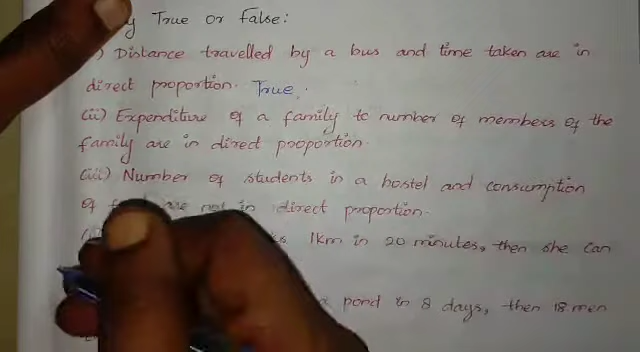 True or False:
) Distance travelled by a bus and time taken are in
direct proportion. True.
(ii) Expenditure of a family to number of members of the
family are in direct proportion.
(iii) Number of students in a hostel and consumption
of are not in direct proportion.
1km in 20 minutes, then she can
a pond in 8 days, then 18 men